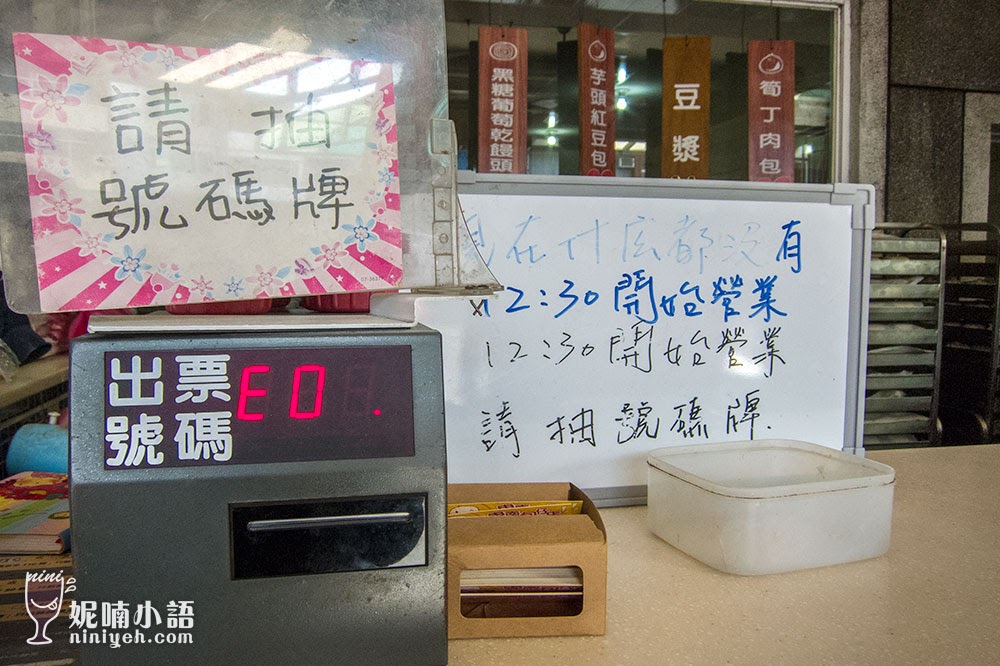 請抽
號碼牌
黑糖葡萄乾饅頭
芋頭紅豆包
豆漿
筍丁肉包
現在什麼都沒有
12:30開始營業
12:30開始營業
請抽號碼牌.
出票
號碼
E0 .
nini
妮喃小語
niniyeh.com